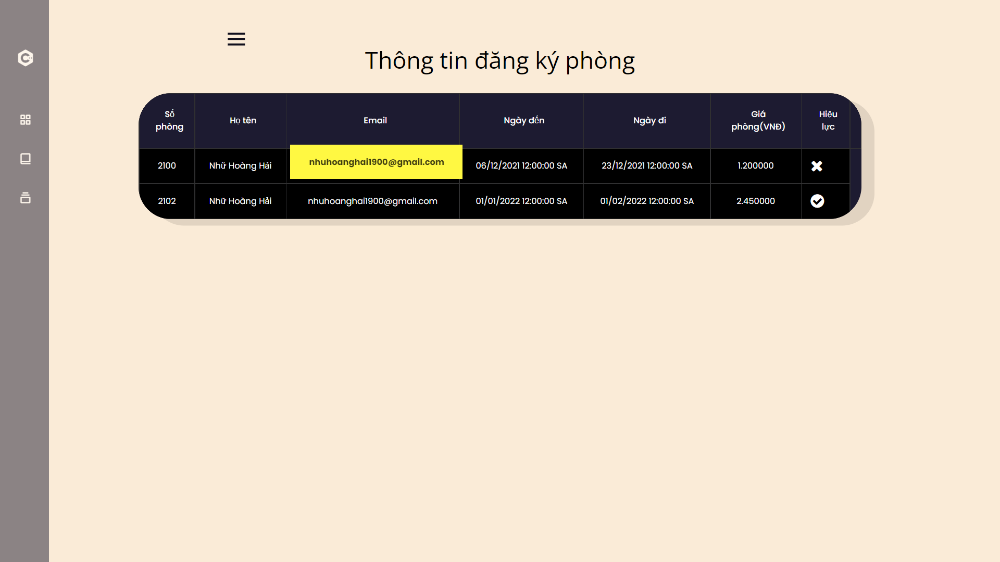 Thông tin đăng ký phòng
Số phòng Họ tên Email Ngày đến Ngày đi Giá phòng(VNĐ) Hiệu lực
2100 Nhữ Hoàng Hải nhuhoanghai1900@gmail.com 06/12/2021 12:00:00 SA 23/12/2021 12:00:00 SA 1.200000
2102 Nhữ Hoàng Hải nhuhoanghai1900@gmail.com 01/01/2022 12:00:00 SA 01/02/2022 12:00:00 SA 2.450000